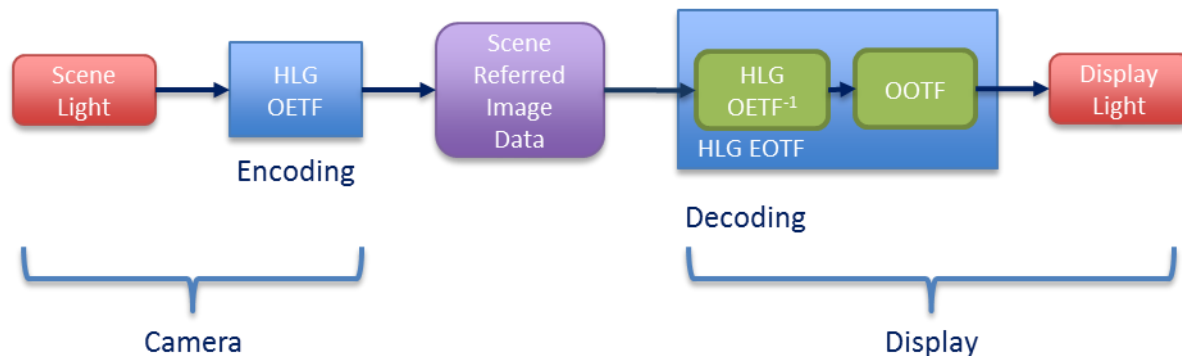 Scene
Light
HLG
OETF
Scene
Referred
Image
Data
HLG
OETF-1
OOTF
HLG EOTF
Display
Light
Encoding
Decoding
Camera
Display